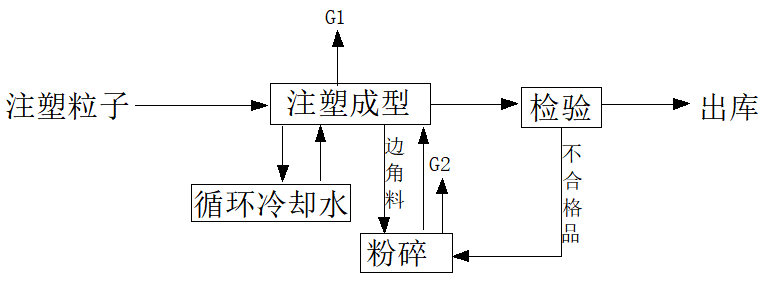 G1
注塑粒子
注塑成型
检验
出库
边角料
G2
不合格品
循环冷却水
粉碎